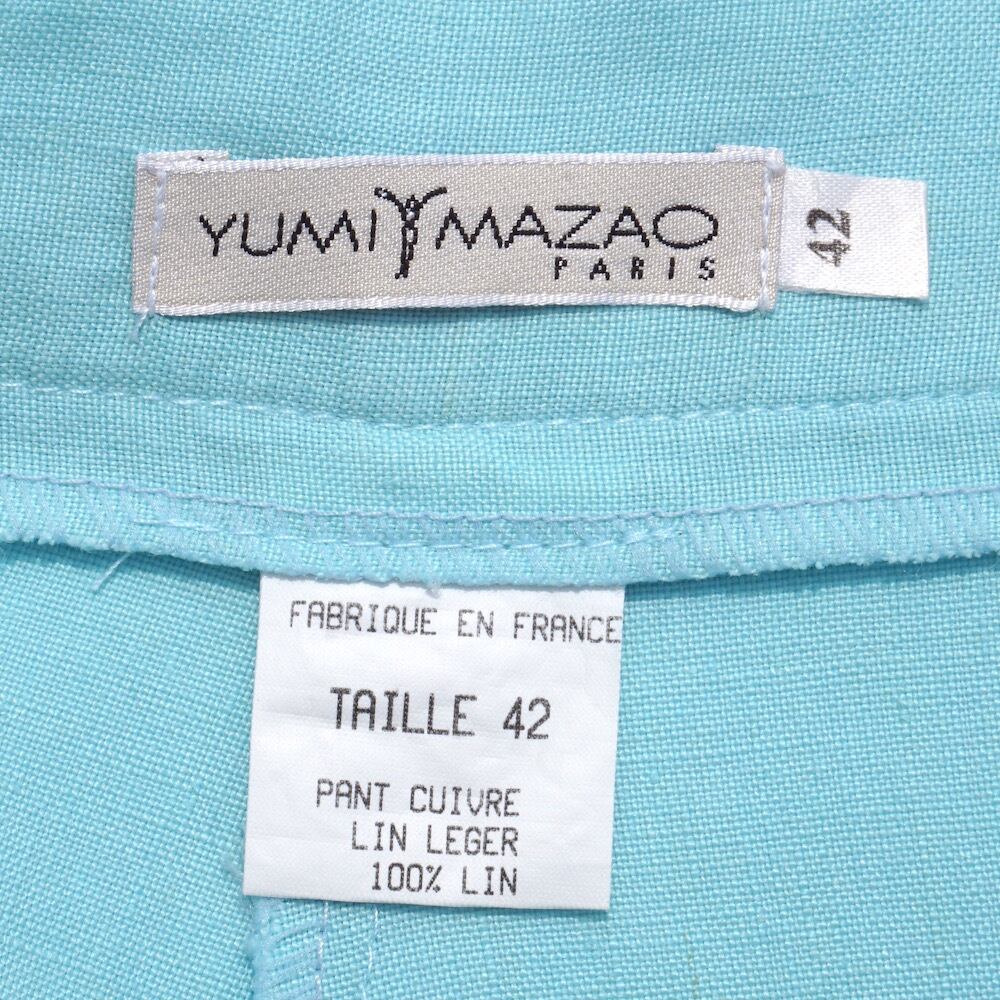 YUMI MAZAO
PARIS
42
FABRIQUE EN FRANCE
TAILLE 42
PANT CUIVRE
LIN LEGER
100% LIN